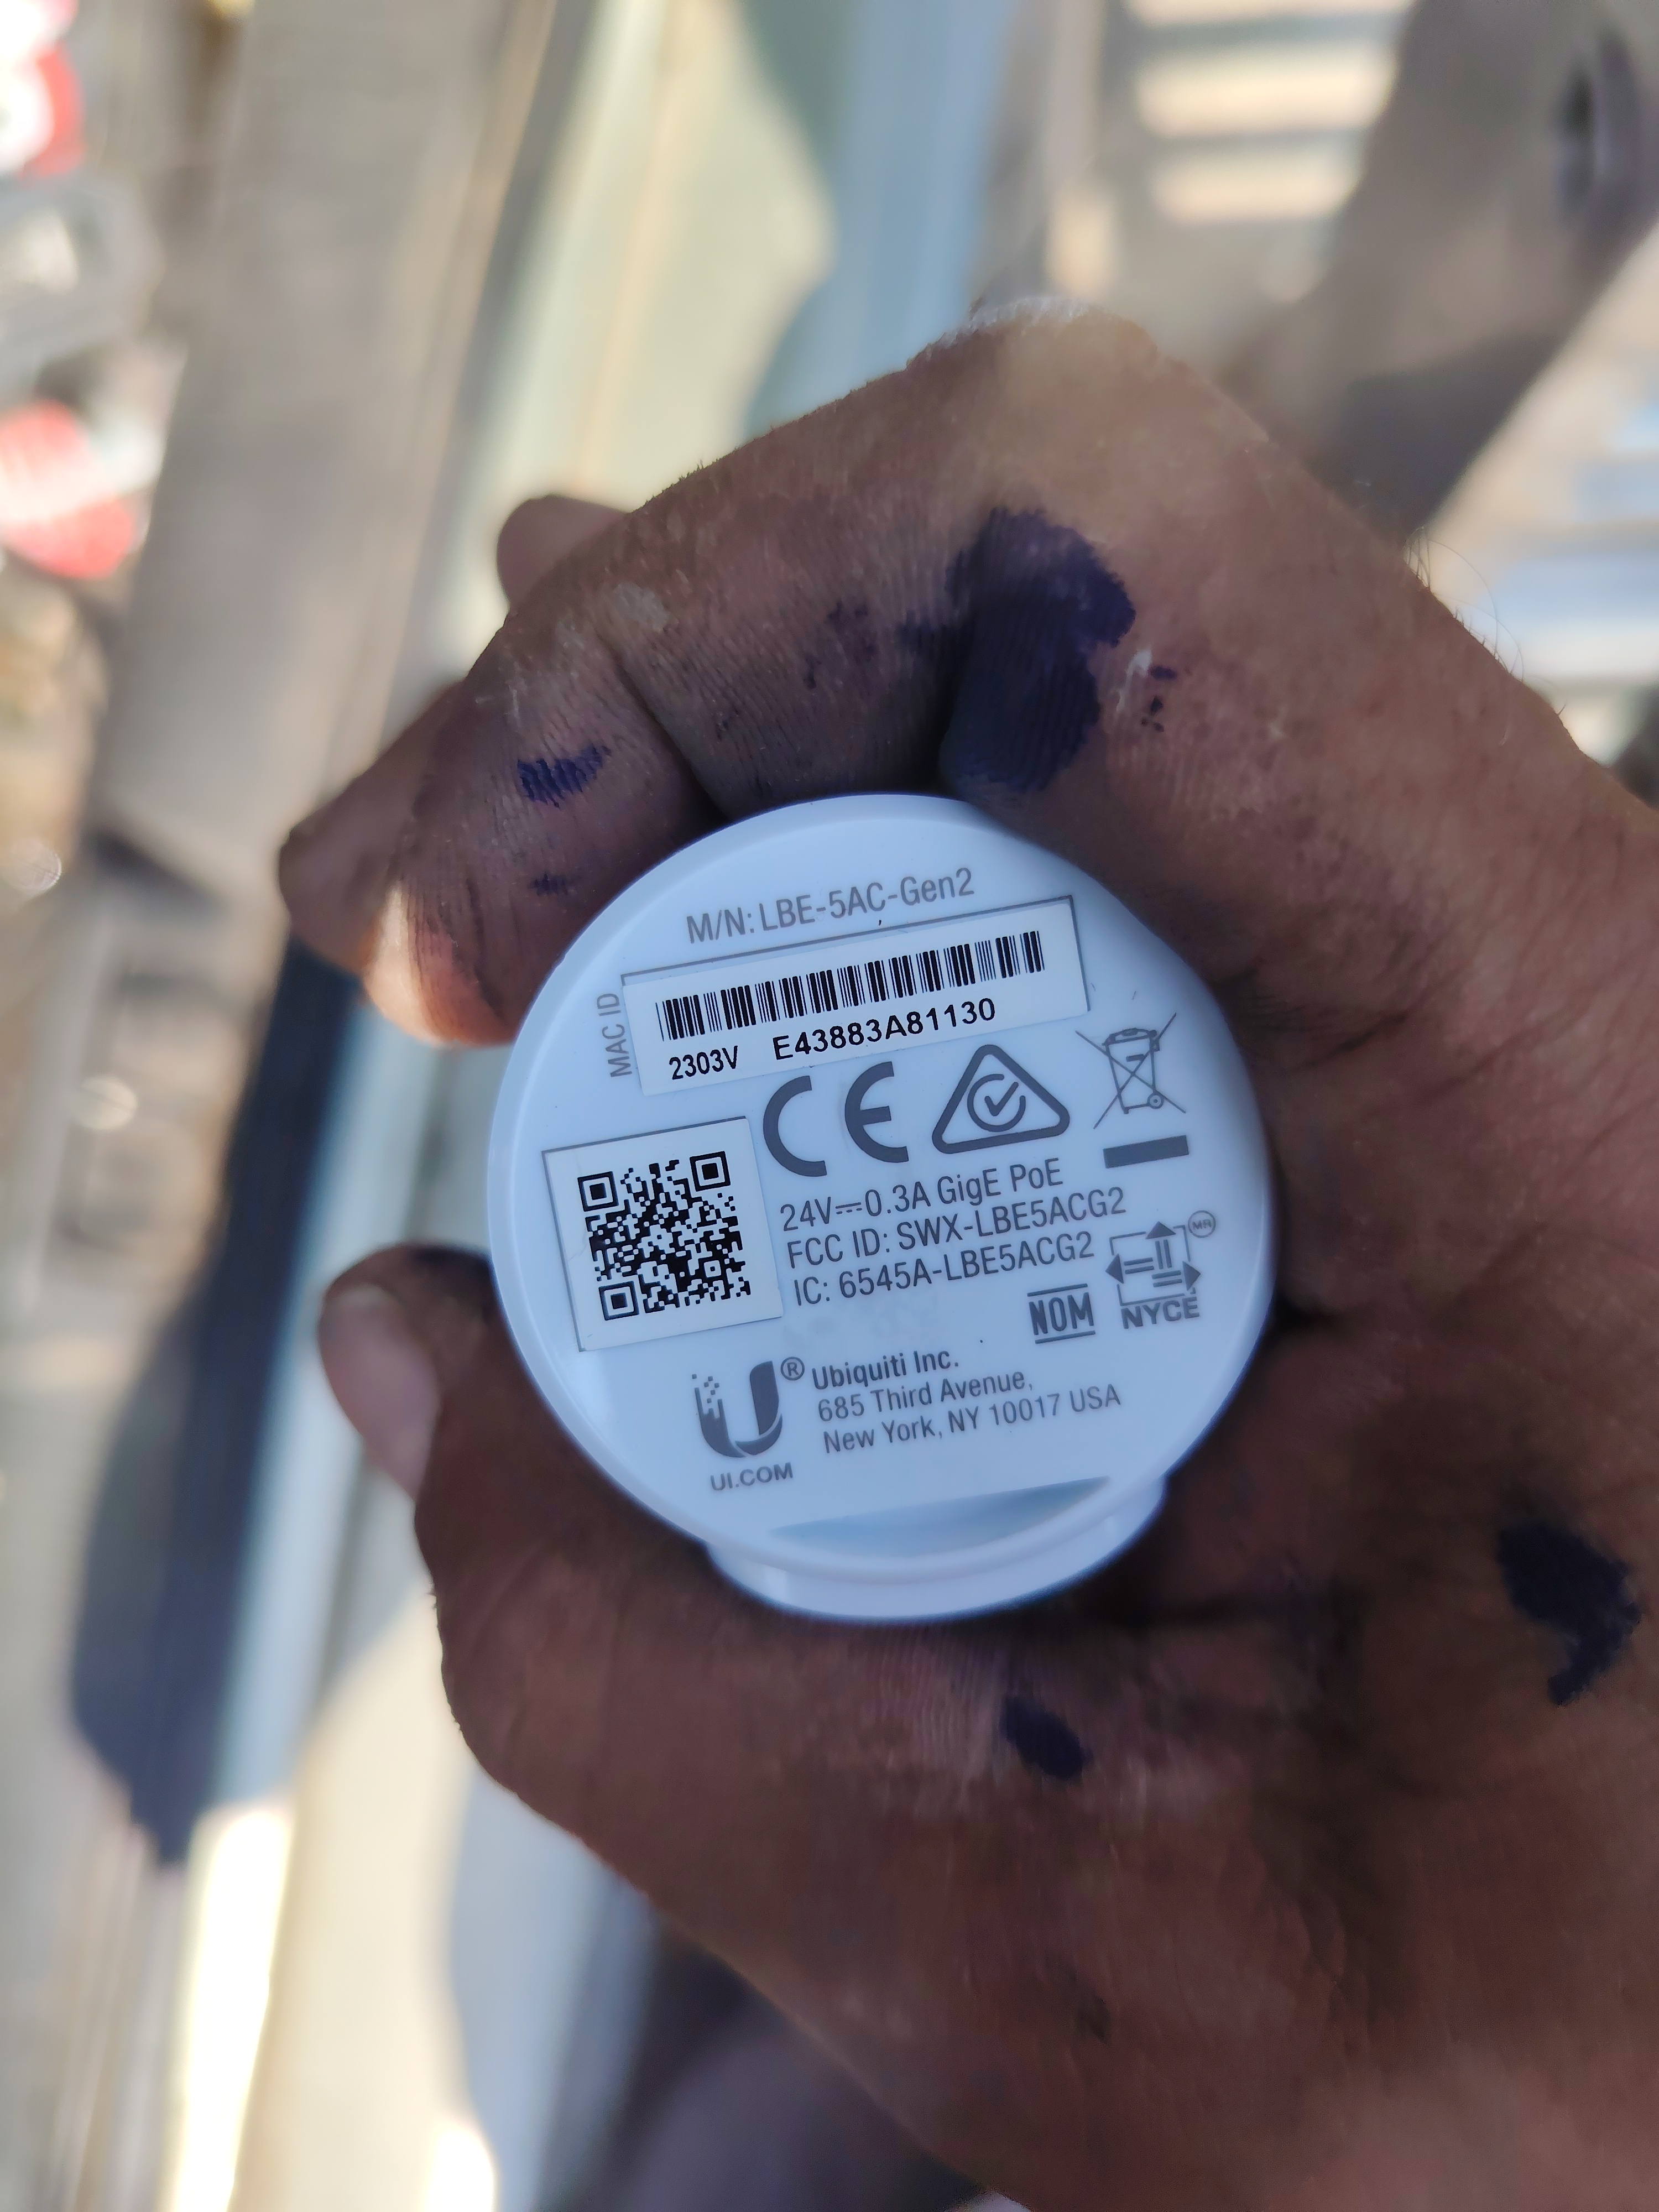 M/N: LBE-5AC-Gen2
MAC ID
2303V E43883A81130
CE
24V⎓0.3A GigE PoE
FCC ID: SWX-LBE5ACG2
IC: 6545A-LBE5ACG2
MR
NOM
NYCE
U® Ubiquiti Inc.
685 Third Avenue,
New York, NY 10017 USA
UI.COM